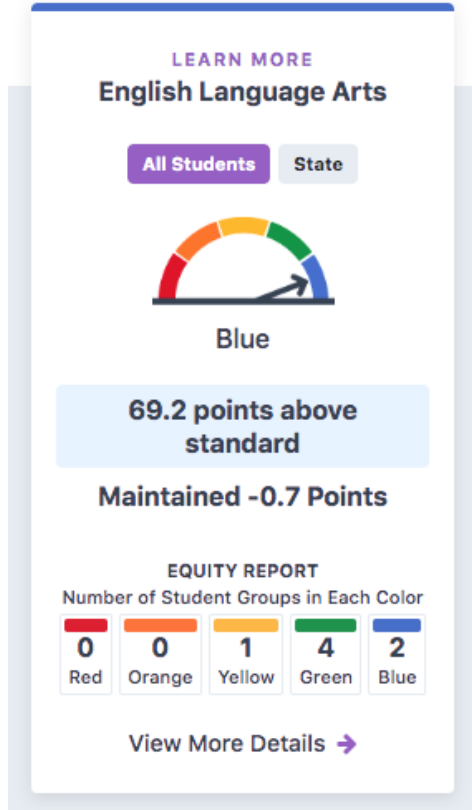 LEARN MORE
English Language Arts
All Students State
Blue
69.2 points above
standard
Maintained -0.7 Points
EQUITY REPORT
Number of Student Groups in Each Color
0 0 1 4 2
Red Orange Yellow Green Blue
View More Details →